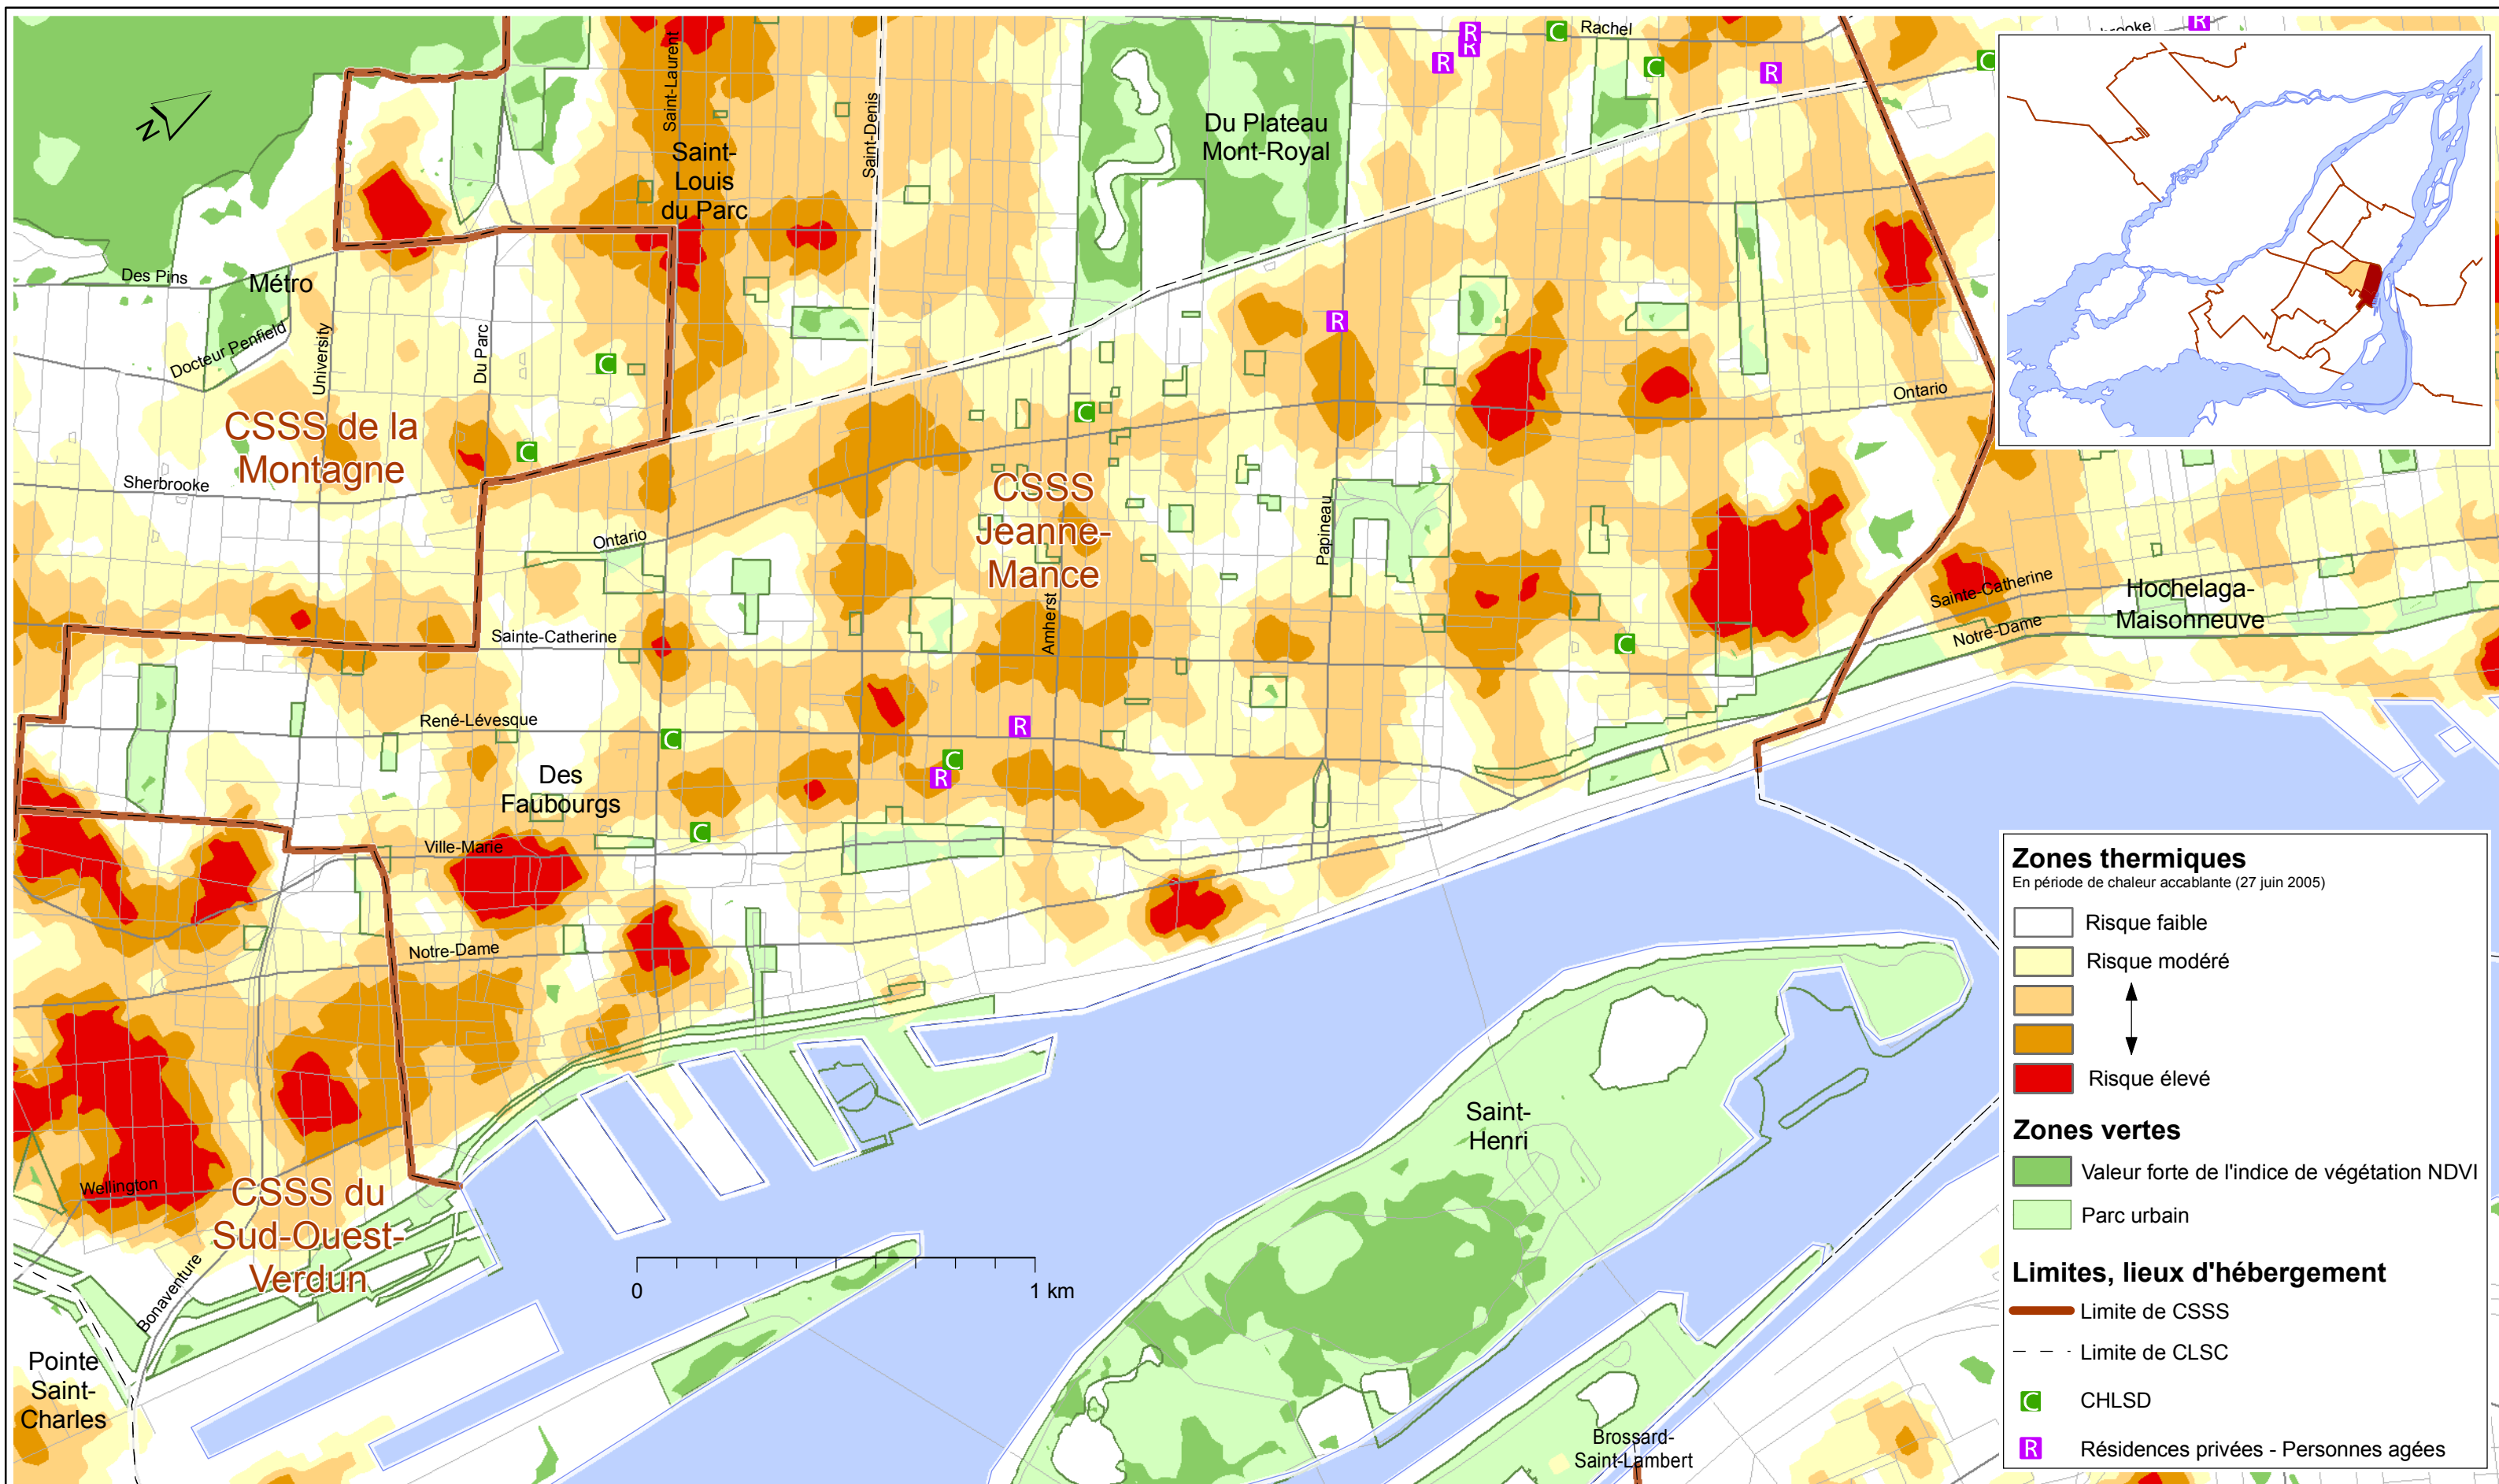 Rachel
Saint-Laurent
Saint-Denis
Du Plateau
Mont-Royal
Saint-
Louis
du Parc
N
Des Pins
Métro
Docteur Penfield
University
Du Parc
CSSS de la
Montagne
Sherbrooke
Ontario
Ontario
CSSS
Jeanne-
Mance
Papineau
Amherst
Sainte-Catherine
Sainte-Catherine
Hochelaga-
Maisonneuve
Notre-Dame
René-Lévesque
Des
Faubourgs
Ville-Marie
Notre-Dame
Wellington
CSSS du
Sud-Ouest-
Verdun
Bonaventure
Pointe
Saint-
Charles
0
1 km
Saint-
Henri
Brossard-
Saint-Lambert
R
R
R
R
R
R
R
R
R
C
C
C
C
C
C
C
C
C
C
C
Zones thermiques
En période de chaleur accablante (27 juin 2005)
Risque faible
Risque modéré
Risque élevé
Zones vertes
Valeur forte de l'indice de végétation NDVI
Parc urbain
Limites, lieux d'hébergement
Limite de CSSS
Limite de CLSC
C CHLSD
R Résidences privées - Personnes agées